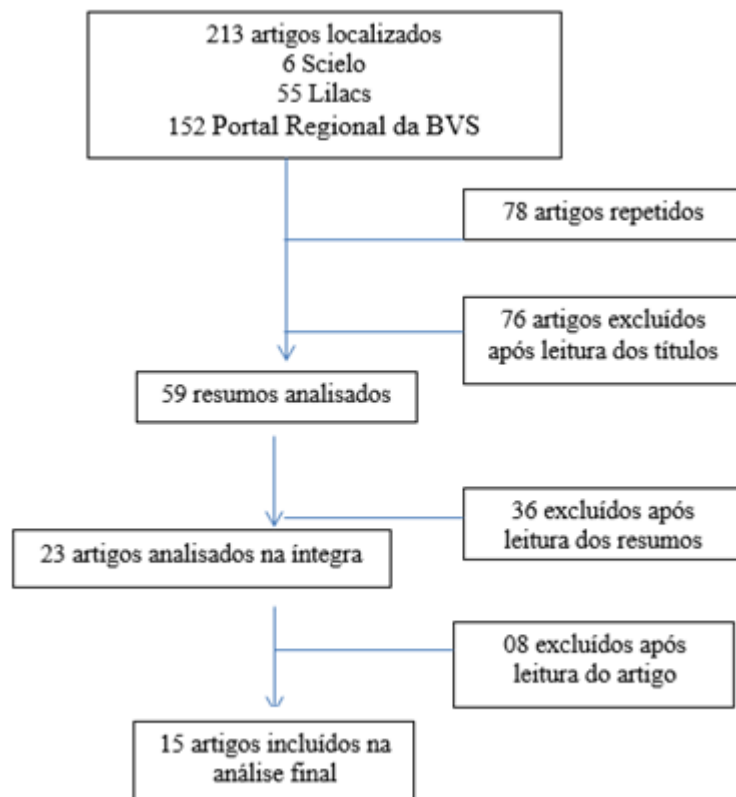 213 artigos localizados
6 Scielo
55 Lilacs
152 Portal Regional da BVS
78 artigos repetidos
76 artigos excluídos
após leitura dos títulos
59 resumos analisados
36 excluídos após
leitura dos resumos
23 artigos analisados na íntegra
08 excluídos após
leitura do artigo
15 artigos incluídos na
análise final